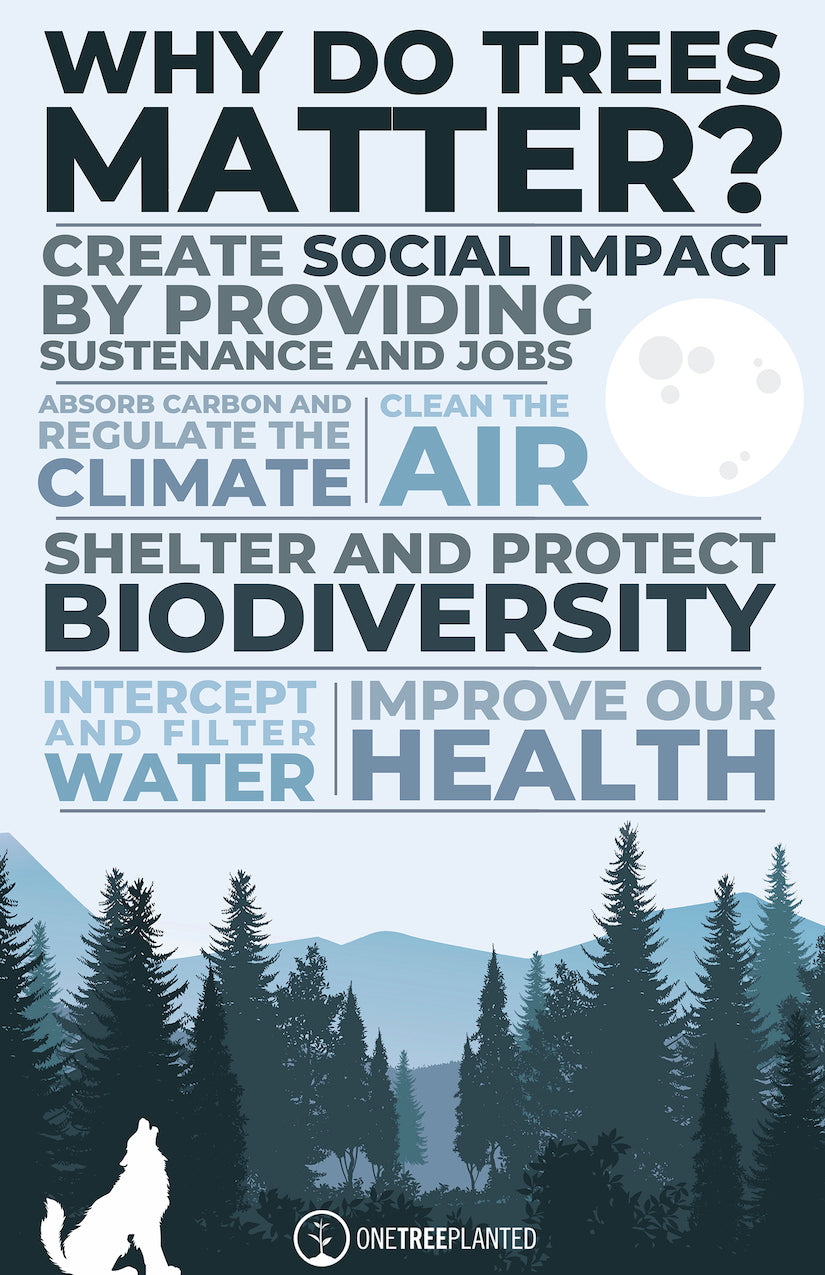 WHY DO TREES
MATTER?
CREATE SOCIAL IMPACT
BY PROVIDING
SUSTENANCE AND JOBS
ABSORB CARBON AND
REGULATE THE
CLIMATE
CLEAN THE
AIR
SHELTER AND PROTECT
BIODIVERSITY
INTERCEPT
AND FILTER
WATER
IMPROVE OUR
HEALTH
ONETREEPLANTED